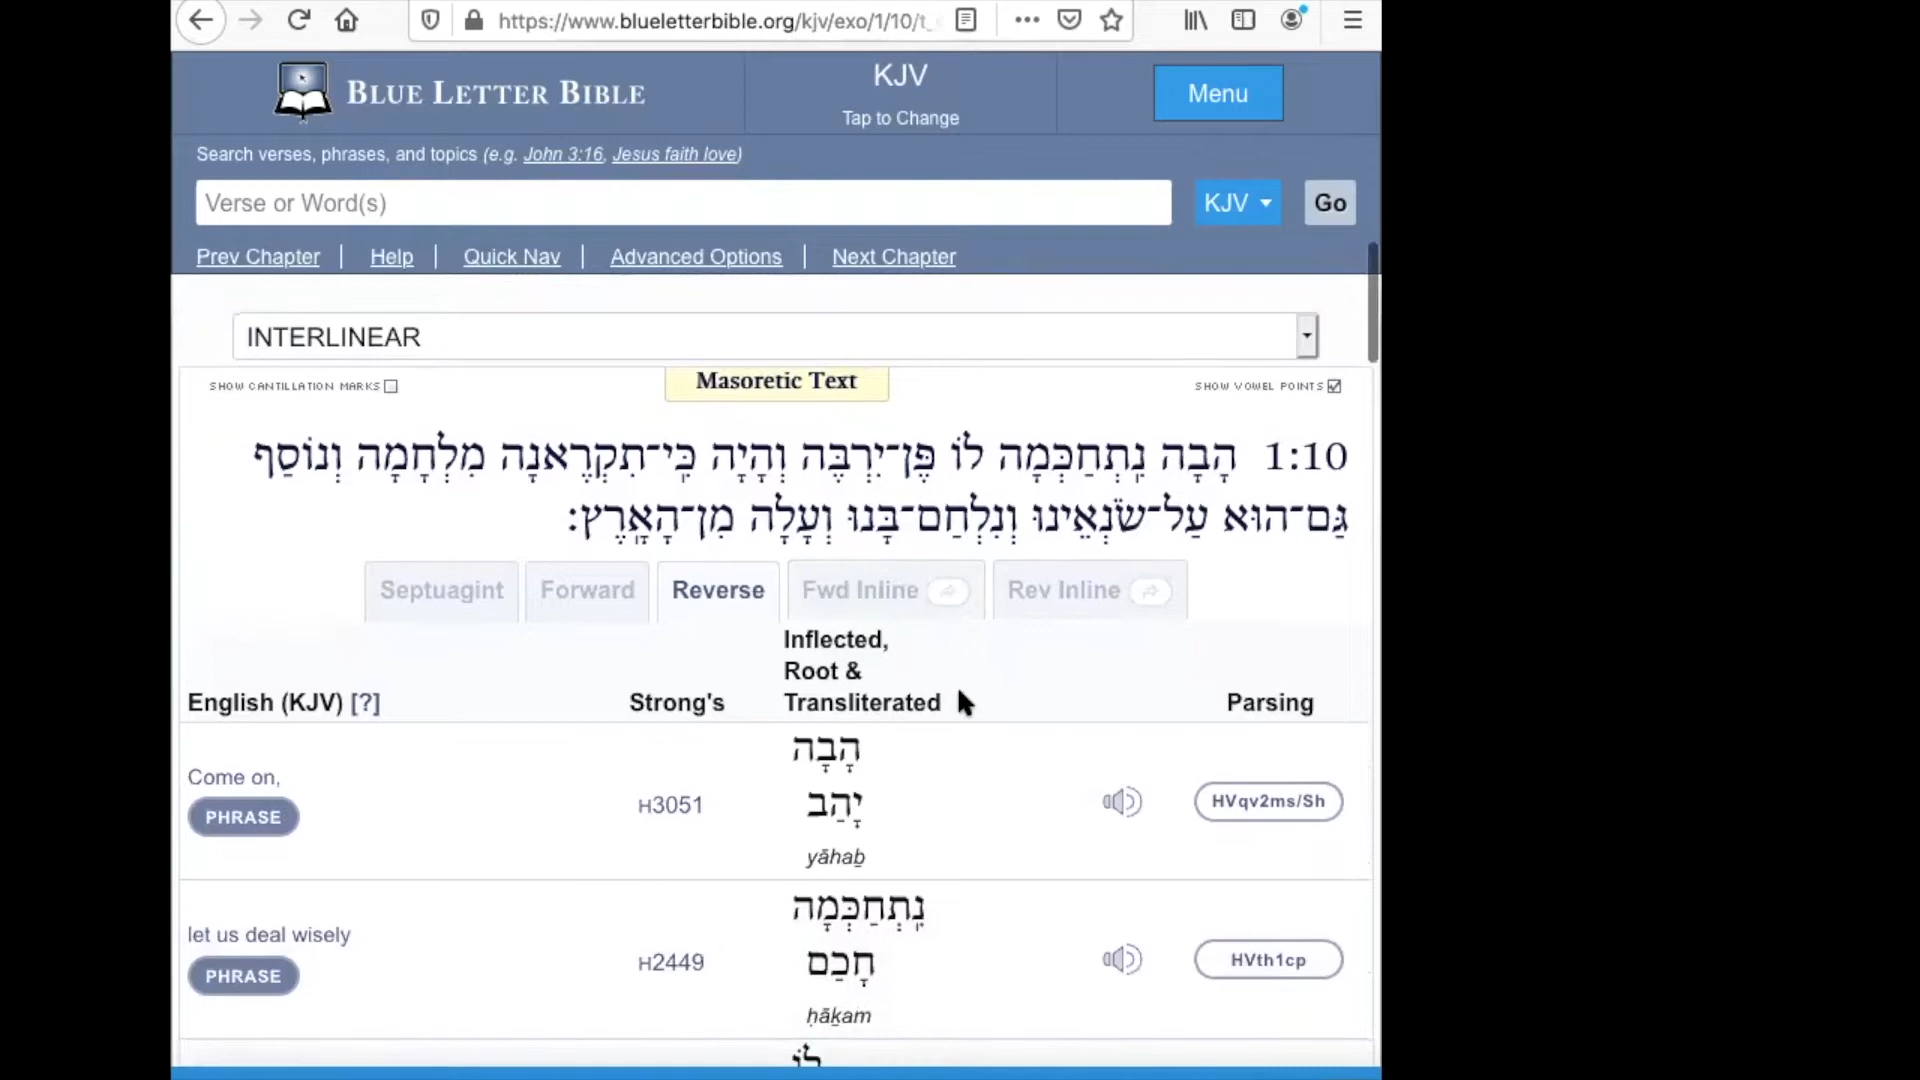 https://www.blueletterbible.org/kjv/exo/1/10/t_
BLUE LETTER BIBLE
KJV
Tap to Change
Menu
Search verses, phrases, and topics (e.g. John 3:16, Jesus faith love)
Verse or Word(s)
KJV
Go
Prev Chapter | Help | Quick Nav | Advanced Options | Next Chapter
INTERLINEAR
SHOW CANTILLATION MARKS
Masoretic Text
SHOW VOWEL POINTS
1:10 הָבָה נִתְחַכְּמָה לוֹ פֶּן־יִרְבֶּה וְהָיָה כִּי־תִקְרֶאנָה מִלְחָמָה וְנוֹסַף
גַּם־הוּא עַל־שֹׂנְאֵינוּ וְנִלְחַם־בָּנוּ וְעָלָה מִן־הָאָרֶץ׃
Septuagint
Forward
Reverse
Fwd Inline
Rev Inline
English (KJV) [?]
Strong's
Inflected,
Root &
Transliterated
Parsing
Come on,
PHRASE
H3051
הָבָה
יָהַב
yāhaḇ
HVqv2ms/Sh
let us deal wisely
PHRASE
H2449
נִתְחַכְּמָה
חָכַם
ḥāḵam
HVth1cp
לוֹ